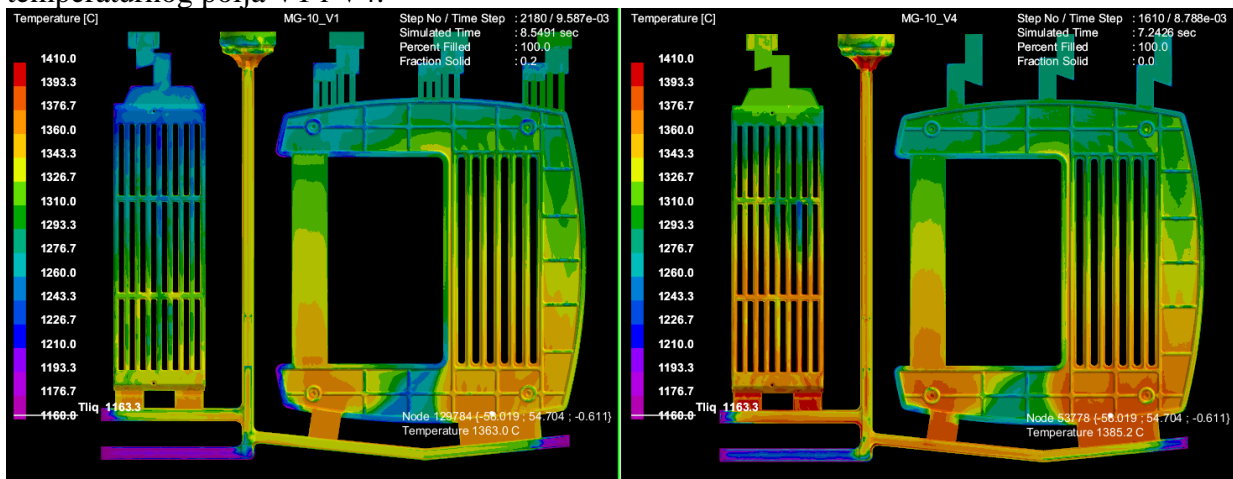 temperaturnog polja V1 i V4.
Temperature [C]
MG-10_V1
Step No / Time Step : 2180 / 9.587e-03
Simulated Time : 8.5491 sec
Percent Filled : 100.0
Fraction Solid : 0.2
1410.0
1393.3
1376.7
1360.0
1343.3
1326.7
1310.0
1293.3
1276.7
1260.0
1243.3
1226.7
1210.0
1193.3
1176.7
1160.0
Tliq 1163.3
Node 129784 {-56.019 ; 54.704 ; -0.611}
Temperature 1363.0 C
Temperature [C]
MG-10_V4
Step No / Time Step : 1610 / 8.788e-03
Simulated Time : 7.2426 sec
Percent Filled : 100.0
Fraction Solid : 0.0
1410.0
1393.3
1376.7
1360.0
1343.3
1326.7
1310.0
1293.3
1276.7
1260.0
1243.3
1226.7
1210.0
1193.3
1176.7
1160.0
Tliq 1163.3
Node 53778 {-56.019 ; 54.704 ; -0.611}
Temperature 1385.2 C